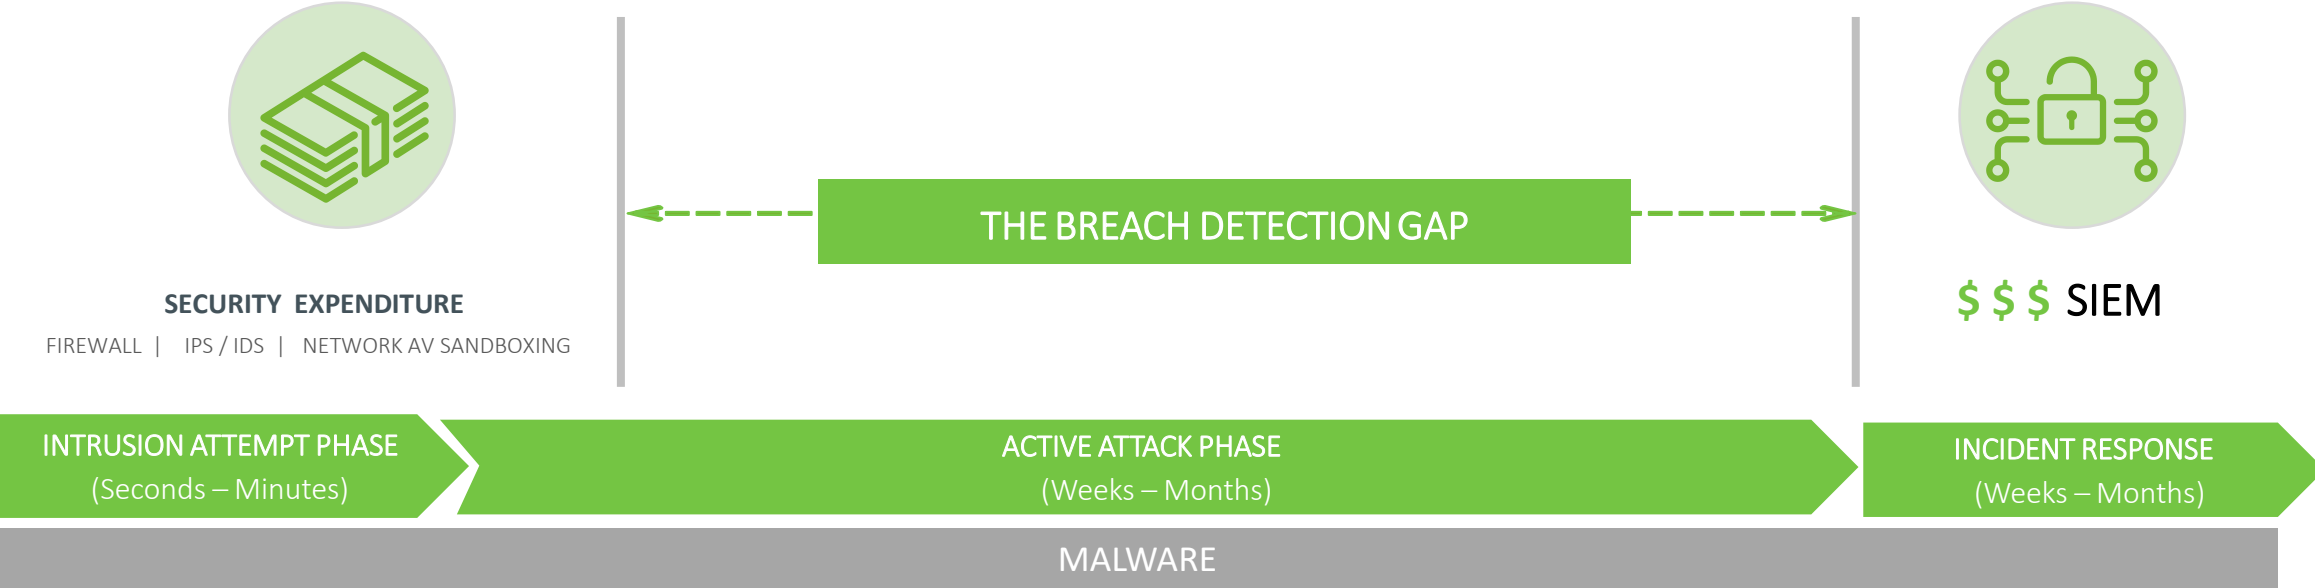 THE BREACH DETECTION GAP
SECURITY EXPENDITURE
FIREWALL | IPS / IDS | NETWORK AV SANDBOXING
$ $ $ SIEM
INTRUSION ATTEMPT PHASE
(Seconds – Minutes)
ACTIVE ATTACK PHASE
(Weeks – Months)
INCIDENT RESPONSE
(Weeks – Months)
MALWARE